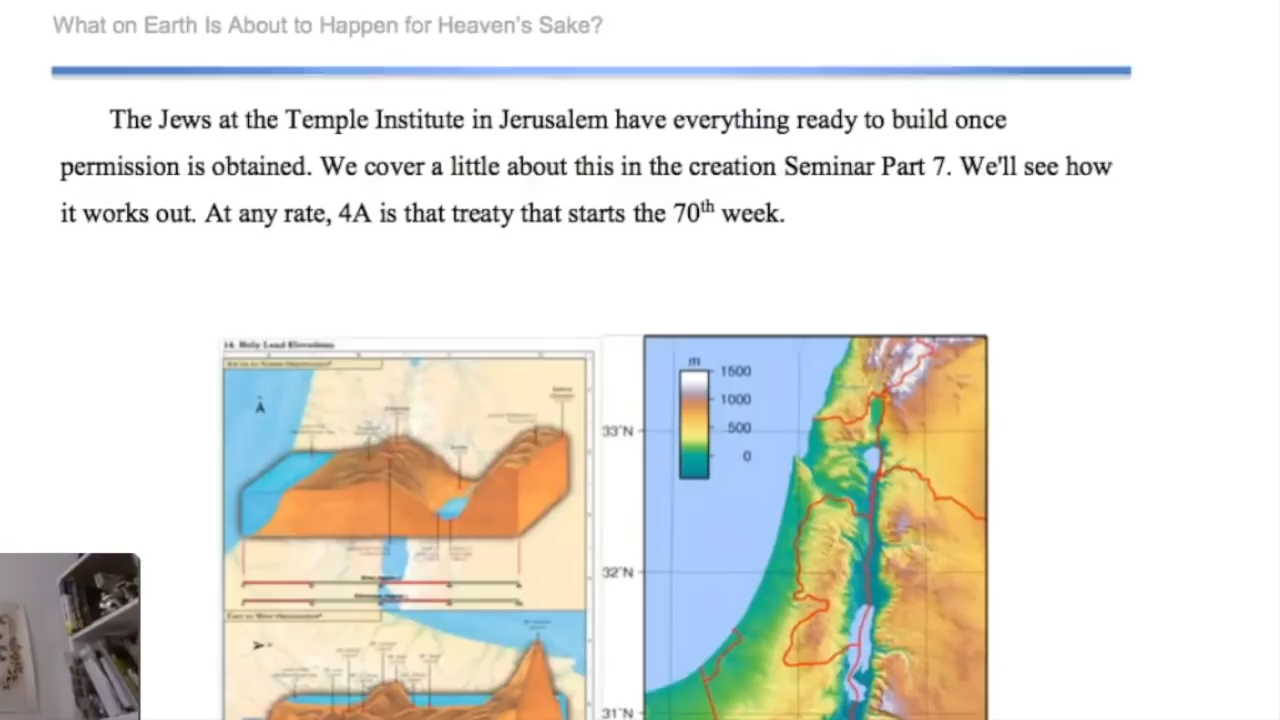 What on Earth Is About to Happen for Heaven's Sake?
The Jews at the Temple Institute in Jerusalem have everything ready to build once
permission is obtained. We cover a little about this in the creation Seminar Part 7. We'll see how
it works out. At any rate, 4A is that treaty that starts the 70th week.
14. Holy Land Elevations
m
1500
1000
500
0
33°N
32°N
31°N